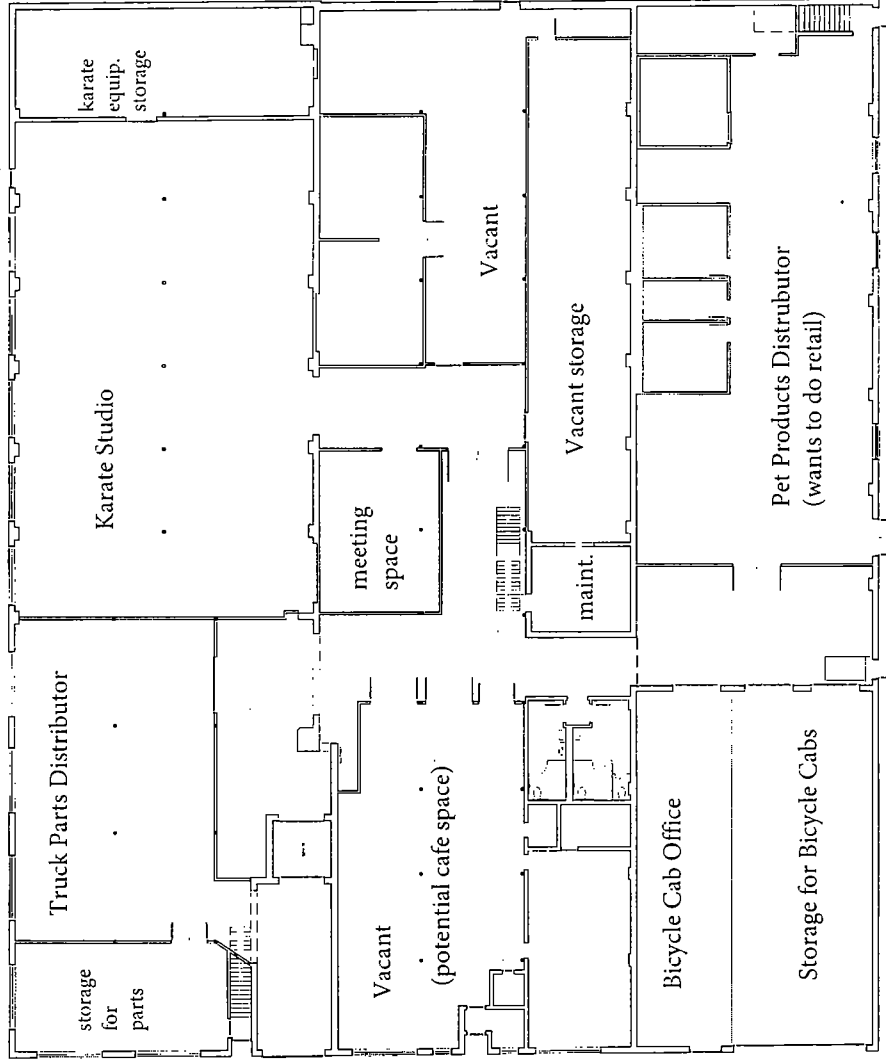 karate
equip.
storage
Karate Studio
Truck Parts Distributor
storage
for
parts
Vacant
Vacant storage
meeting
space
maint.
Vacant
(potential cafe space)
Pet Products Distrubutor
(wants to do retail)
Bicycle Cab Office
Storage for Bicycle Cabs